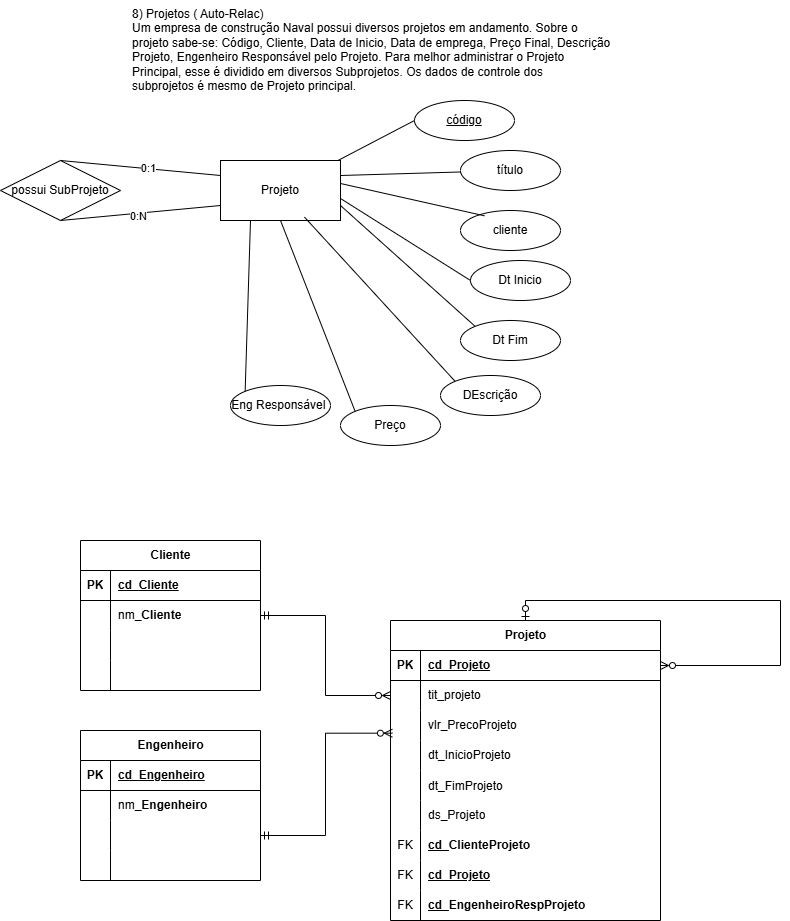 8) Projetos ( Auto-Relac)
Um empresa de construção Naval possui diversos projetos em andamento. Sobre o
projeto sabe-se: Código, Cliente, Data de Inicio, Data de emprega, Preço Final, Descrição
Projeto, Engenheiro Responsável pelo Projeto. Para melhor administrar o Projeto
Principal, esse é dividido em diversos Subprojetos. Os dados de controle dos
subprojetos é mesmo de Projeto principal.
código
0:1
título
possui SubProjeto
Projeto
0:N
cliente
Dt Inicio
Dt Fim
DEscrição
Eng Responsável
Preço
Cliente
PK cd_Cliente
nm_Cliente
Engenheiro
PK cd_Engenheiro
nm_Engenheiro
Projeto
PK cd_Projeto
tit_projeto
vlr_PrecoProjeto
dt_InicioProjeto
dt_FimProjeto
ds_Projeto
FK cd_ClienteProjeto
FK cd_Projeto
FK cd_EngenheiroRespProjeto